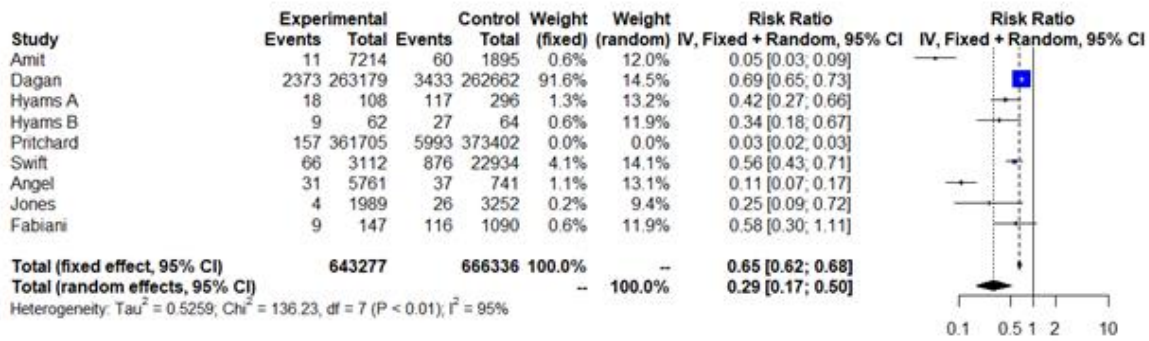 Experimental Control Weight Weight Risk Ratio Risk Ratio
Study Events Total Events Total (fixed) (random) IV, Fixed + Random, 95% CI IV, Fixed + Random, 95% CI
Amit 11 7214 60 1895 0.6% 12.0% 0.05 [0.03; 0.09]
Dagan 2373 263179 3433 262662 91.6% 14.5% 0.69 [0.65; 0.73]
Hyams A 18 108 117 296 1.3% 13.2% 0.42 [0.27; 0.66]
Hyams B 9 62 27 64 0.6% 11.9% 0.34 [0.18; 0.67]
Pritchard 157 361705 5993 373402 0.0% 0.0% 0.03 [0.02; 0.03]
Swift 66 3112 876 22934 4.1% 14.1% 0.56 [0.43; 0.71]
Angel 31 5761 37 741 1.1% 13.1% 0.11 [0.07; 0.17]
Jones 4 1989 26 3252 0.2% 9.4% 0.25 [0.09; 0.72]
Fabiani 9 147 116 1090 0.6% 11.9% 0.58 [0.30; 1.11]
Total (fixed effect, 95% CI) 643277 666336 100.0% -- 0.65 [0.62; 0.68]
Total (random effects, 95% CI) -- 100.0% 0.29 [0.17; 0.50]
Heterogeneity: Tau² = 0.5259; Chi² = 136.23, df = 7 (P < 0.01); I² = 95%
0.1 0.5 1 2 10